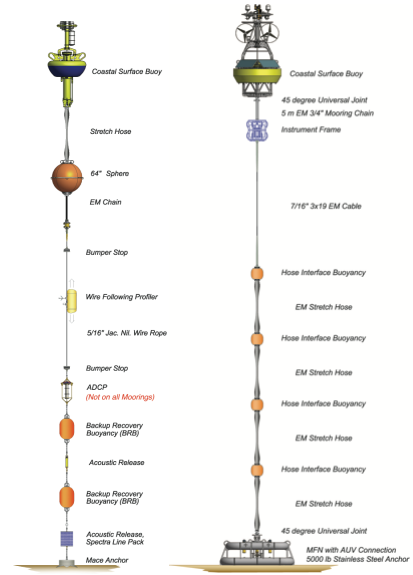 Coastal Surface Buoy
Stretch Hose
64" Sphere
EM Chain
Bumper Stop
Wire Following Profiler
5/16" Jac. Nil. Wire Rope
Bumper Stop
ADCP
(Not on all Moorings)
Backup Recovery
Buoyancy (BRB)
Acoustic Release
Backup Recovery
Buoyancy (BRB)
Acoustic Release,
Spectra Line Pack
Mace Anchor
Coastal Surface Buoy
45 degree Universal Joint
5 m EM 3/4" Mooring Chain
Instrument Frame
7/16" 3x19 EM Cable
Hose Interface Buoyancy
EM Stretch Hose
Hose Interface Buoyancy
EM Stretch Hose
Hose Interface Buoyancy
EM Stretch Hose
Hose Interface Buoyancy
EM Stretch Hose
45 degree Universal Joint
MFN with AUV Connection
5000 lb Stainless Steel Anchor